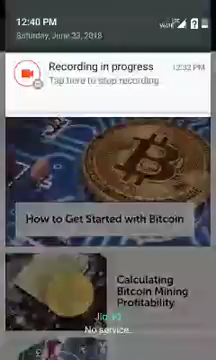 12:40 PM
Saturday, June 23, 2018
Recording in progress
12:32 PM
Tap here to stop recording.
How to Get Started with Bitcoin
Calculating
Bitcoin Mining
Profitability
No service.